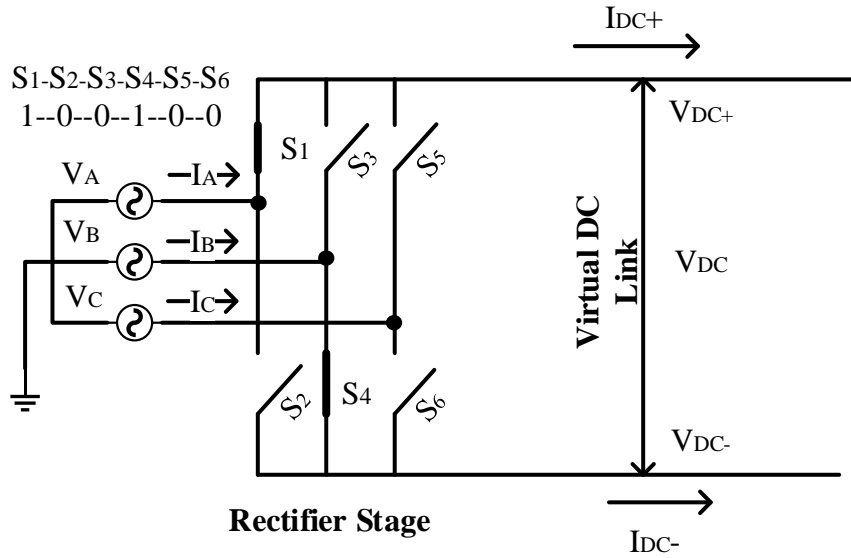 IDC+
S1-S2-S3-S4-S5-S6
1--0--0--1--0--0
VDC+
S1
S3
S5
VA
IA
VB
IB
VC
IC
Virtual DC
Link
VDC
S2
S4
S6
VDC-
Rectifier Stage
IDC-